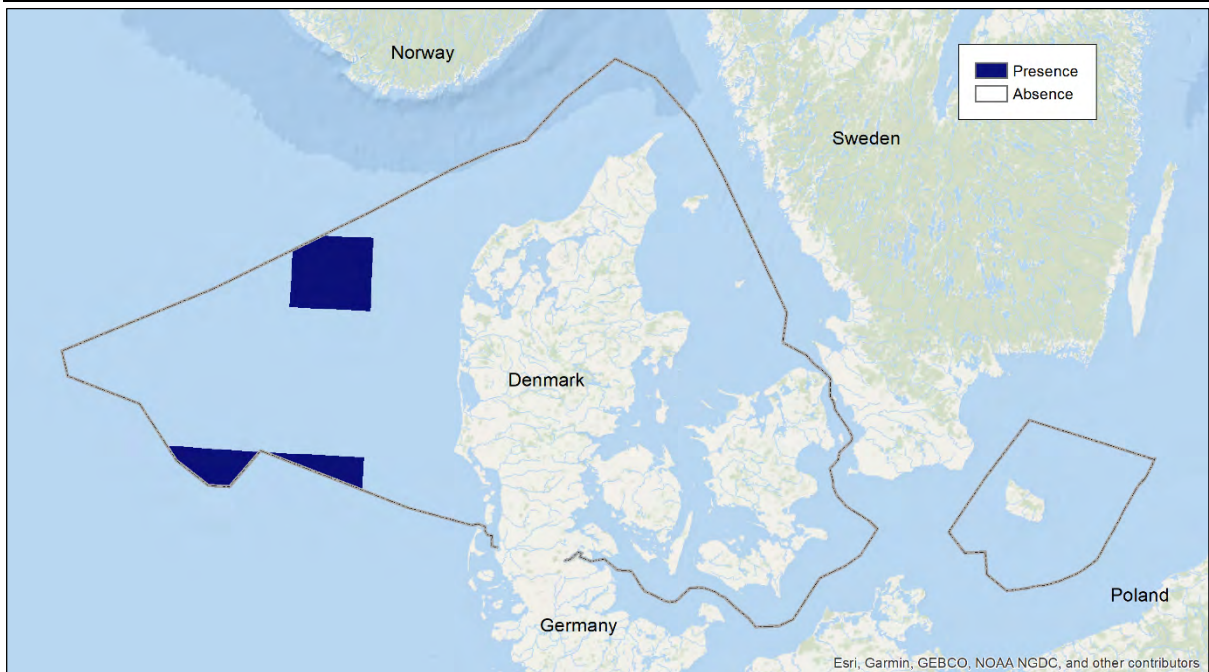 Norway
Presence
Absence
Sweden
Denmark
Poland
Germany
Esri, Garmin, GEBCO, NOAA NGDC, and other contributors